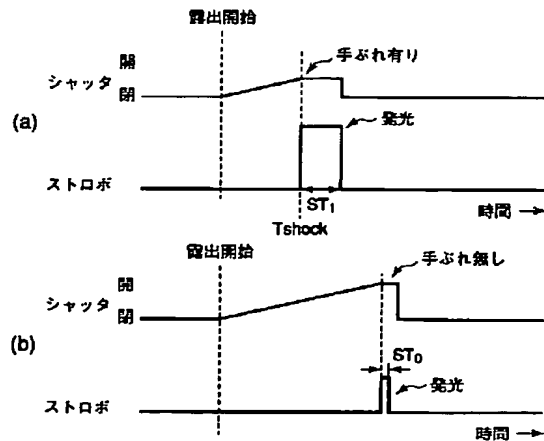 露出開始
開
シャッタ
閉
手ぶれ有り
(a)
発光
ストロボ
ST1
時間
Tshock
露出開始
手ぶれ無し
開
シャッタ
閉
(b)
ST0
発光
ストロボ
時間